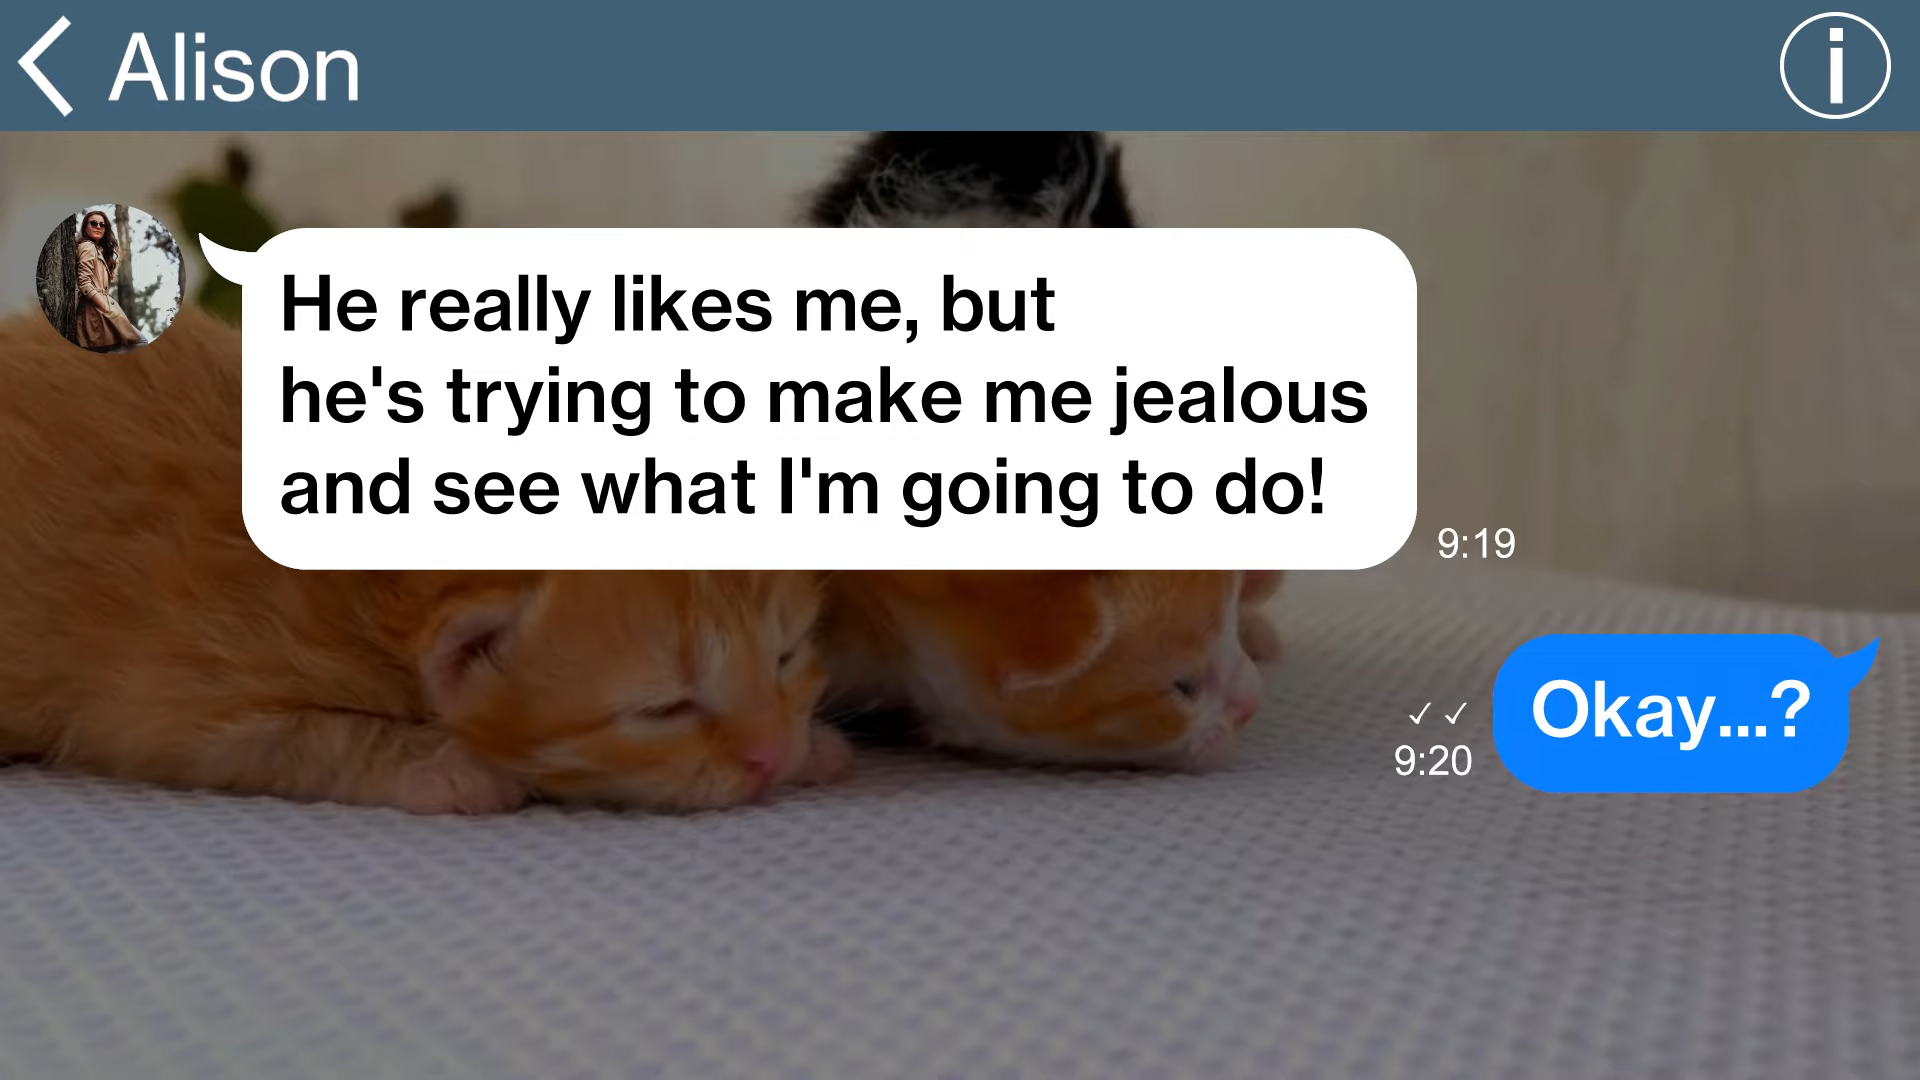 Alison
i
He really likes me, but
he's trying to make me jealous
and see what I'm going to do!
9:19
Okay...?
✓✓
9:20